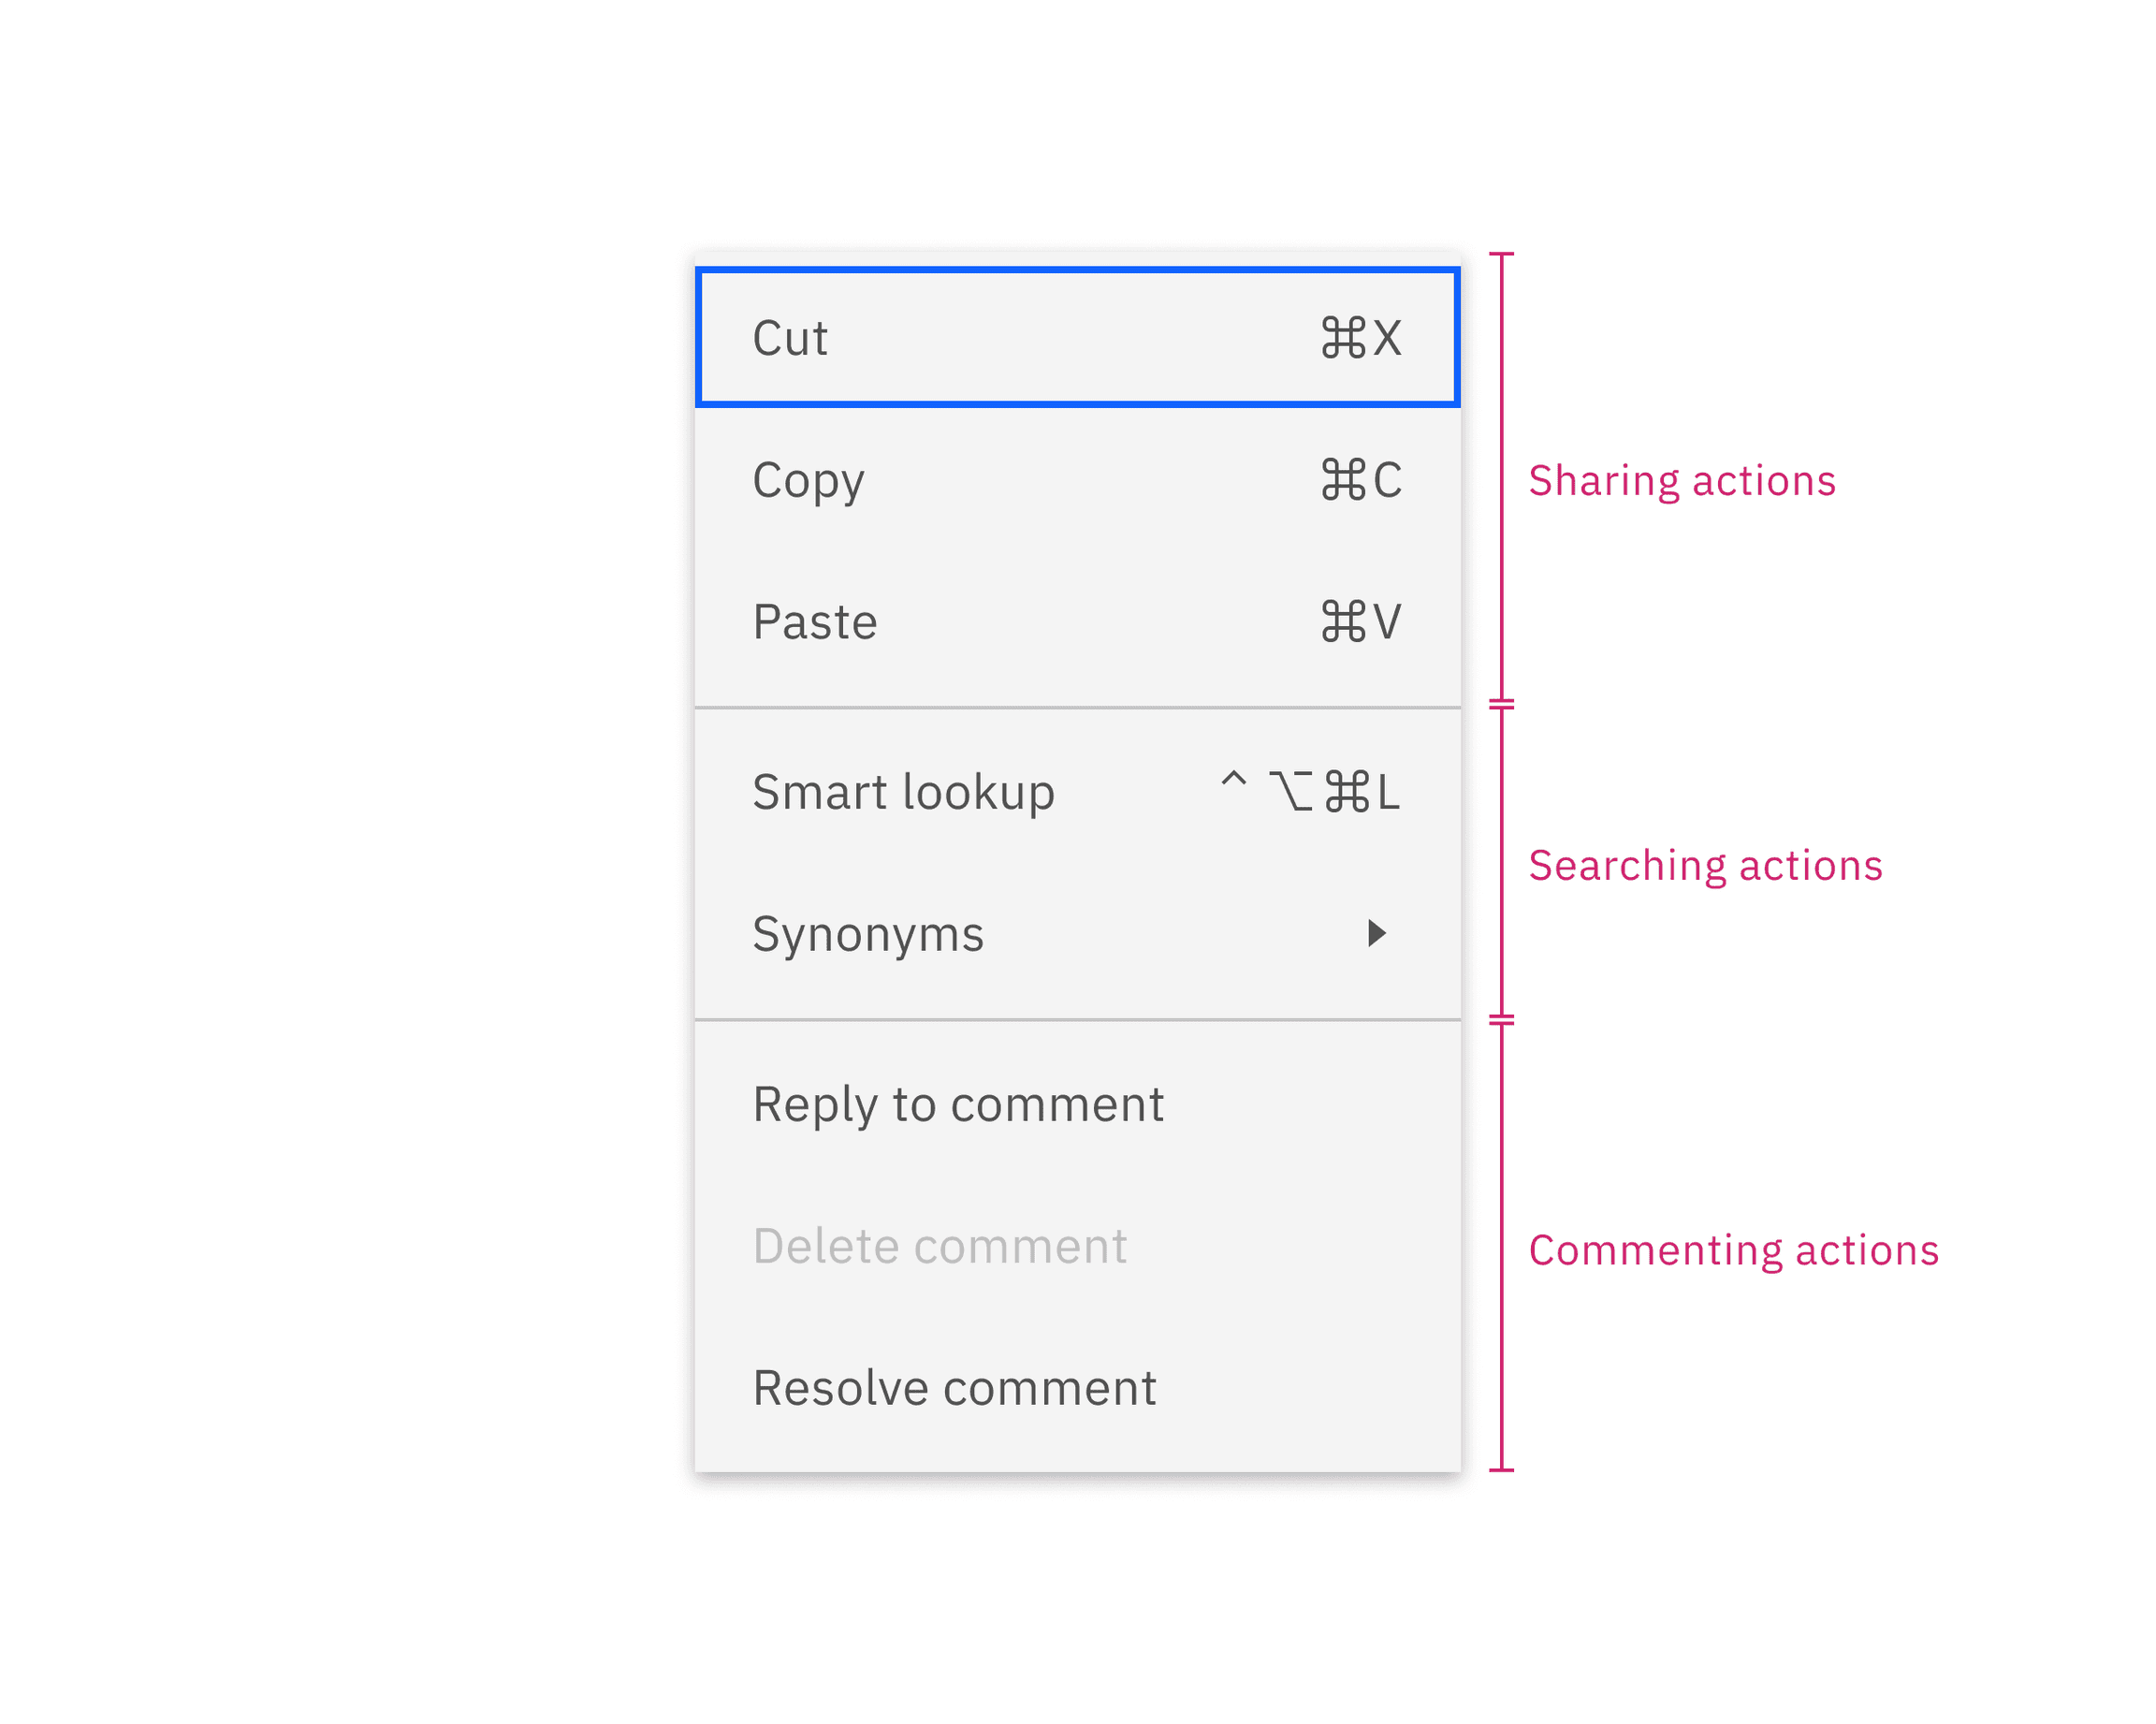 Cut ⌘X
Copy ⌘C
Sharing actions
Paste ⌘V
Smart lookup ⌃⌥⌘L
Searching actions
Synonyms ▶
Reply to comment
Delete comment
Commenting actions
Resolve comment